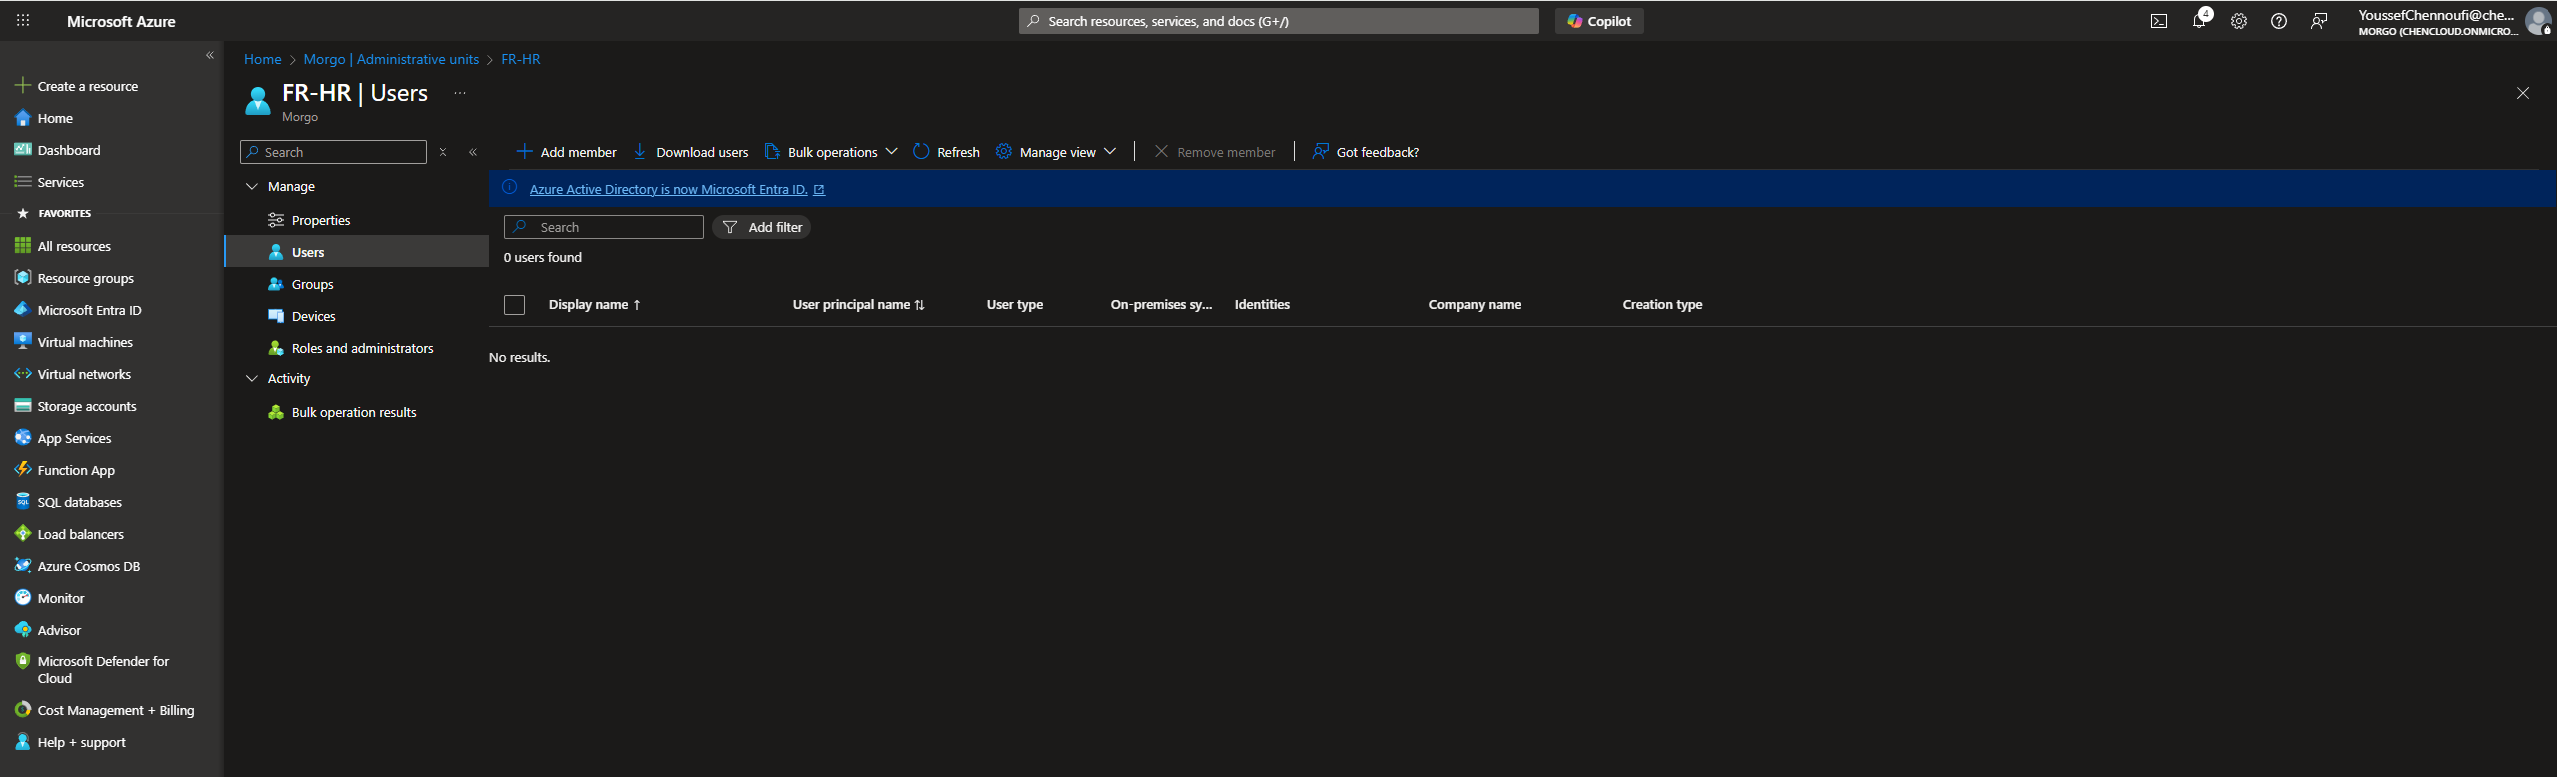 Microsoft Azure
Search resources, services, and docs (G+/)
Copilot
4
YoussefChennoufi@che...
MORGO (CHENCLOUD.ONMICRO...
Create a resource
Home
Dashboard
Services
FAVORITES
All resources
Resource groups
Microsoft Entra ID
Virtual machines
Virtual networks
Storage accounts
App Services
Function App
SQL databases
Load balancers
Azure Cosmos DB
Monitor
Advisor
Microsoft Defender for
Cloud
Cost Management + Billing
Help + support
Home > Morgo | Administrative units > FR-HR
FR-HR | Users ...
Morgo
Search
Manage
Properties
Users
Groups
Devices
Roles and administrators
Activity
Bulk operation results
Add member Download users Bulk operations Refresh Manage view Remove member Got feedback?
Azure Active Directory is now Microsoft Entra ID.
Search Add filter
0 users found
Display name ↑ User principal name ↑↓ User type On-premises sy... Identities Company name Creation type
No results.